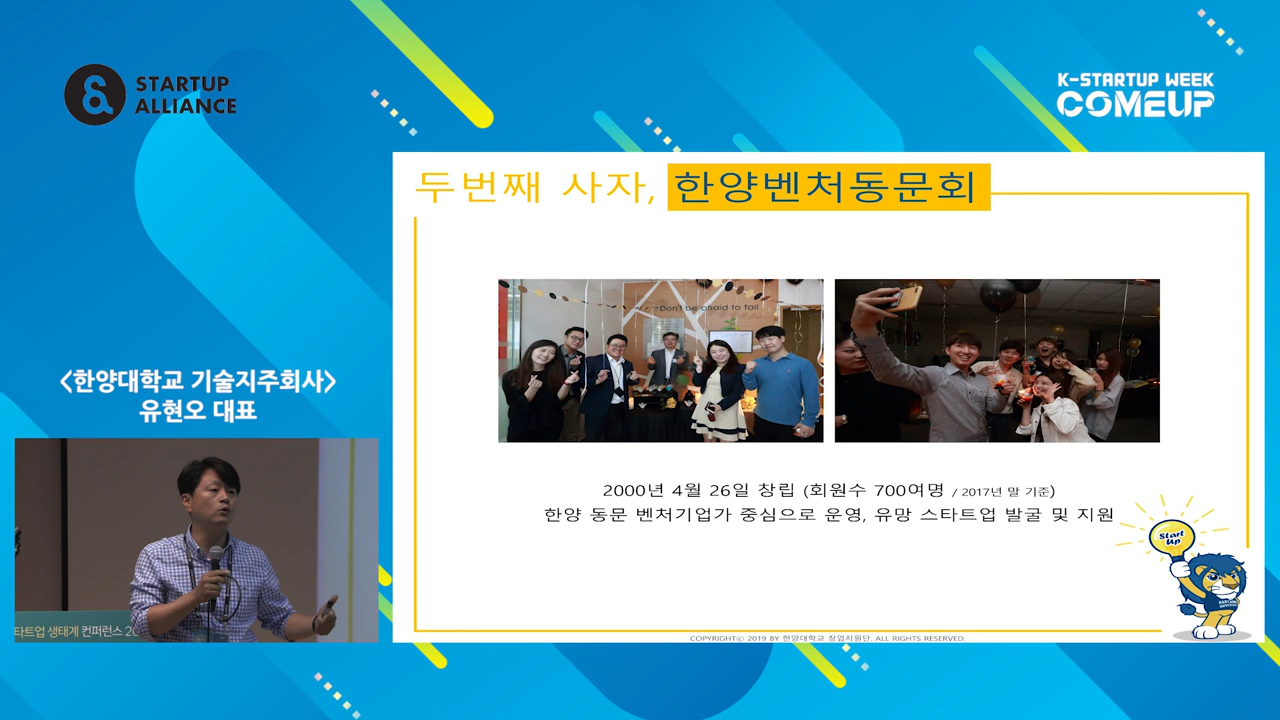 STARTUP
ALLIANCE
K-STARTUP WEEK
COMEUP
두번째 사자, 한양벤처동문회
Don't be afraid to fail
2000년 4월 26일 창립 (회원수 700여명 / 2017년 말 기준)
한양 동문 벤처기업가 중심으로 운영, 유망 스타트업 발굴 및 지원
Start
Up
COPYRIGHTⓒ 2019 BY 한양대학교 창업지원단. ALL RIGHTS RESERVED.
<한양대학교 기술지주회사>
유현오 대표
타트업 생태계 컨퍼런스 20